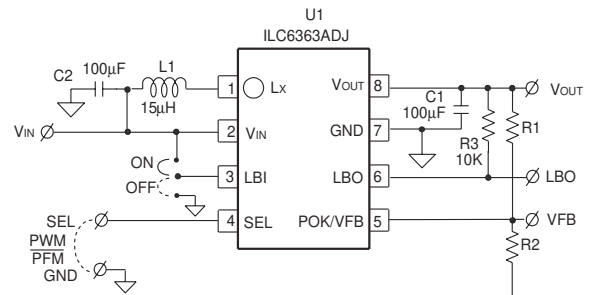 U1
ILC6363ADJ
C2
100µF
L1
15µH
1
LX
VOUT
8
C1
100µF
VOUT
VIN
2
VIN
GND
7
R3
10K
R1
ON
OFF
3
LBI
LBO
6
LBO
SEL
4
SEL
POK/VFB
5
VFB
PWM
PFM
GND
R2